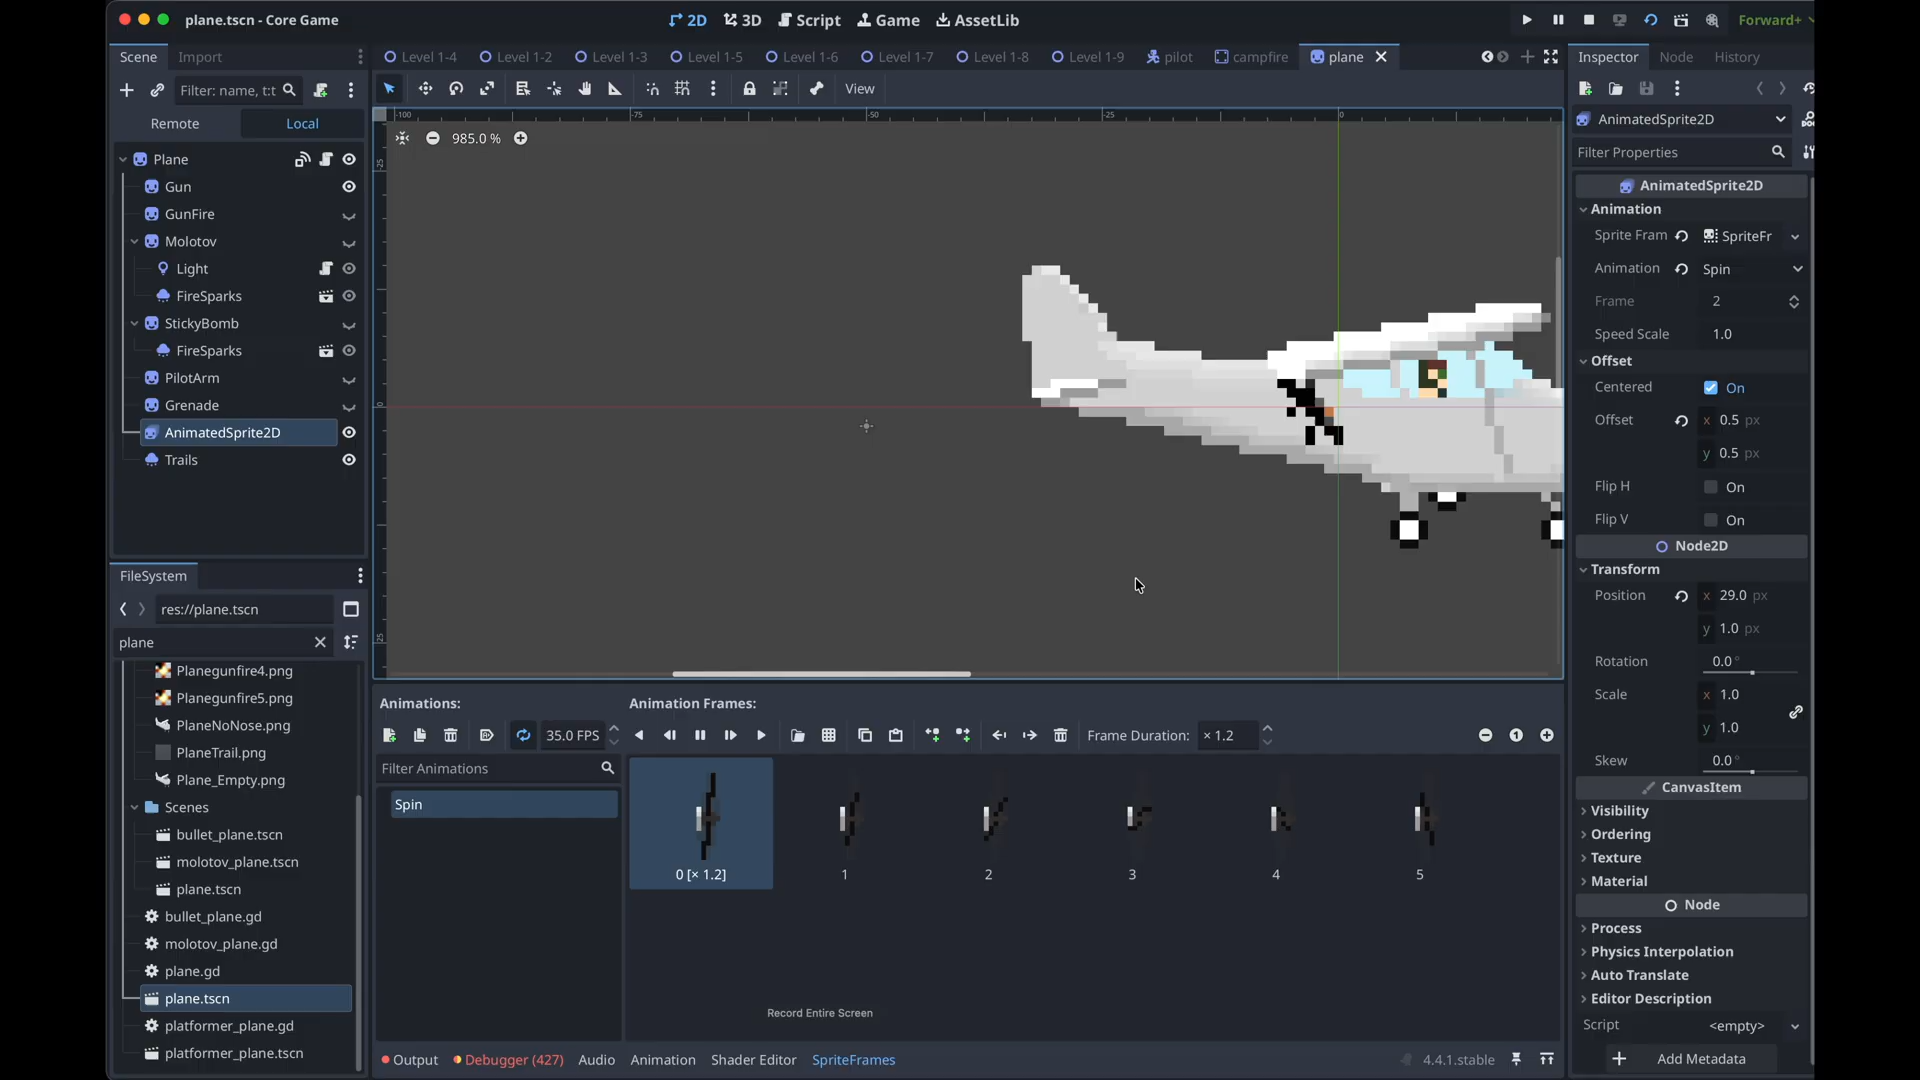 plane.tscn - Core Game
2D 3D Script Game AssetLib
Forward+
Scene Import
Level 1-4 Level 1-2 Level 1-3 Level 1-5 Level 1-6 Level 1-7 Level 1-8 Level 1-9 pilot campfire plane
Inspector Node History
Filter: name, t:t
View
Remote Local
985.0 %
-100 -75 -50 -25 0
-25
0
25
Plane
Gun
GunFire
Molotov
Light
FireSparks
StickyBomb
FireSparks
PilotArm
Grenade
AnimatedSprite2D
Trails
FileSystem
res://plane.tscn
plane
Planegunfire4.png
Planegunfire5.png
PlaneNoNose.png
PlaneTrail.png
Plane_Empty.png
Scenes
bullet_plane.tscn
molotov_plane.tscn
plane.tscn
bullet_plane.gd
molotov_plane.gd
plane.gd
plane.tscn
platformer_plane.gd
platformer_plane.tscn
Animations:
35.0 FPS
Filter Animations
Spin
Animation Frames:
Frame Duration: × 1.2
0 [× 1.2] 1 2 3 4 5
Record Entire Screen
Output Debugger (427) Audio Animation Shader Editor SpriteFrames
4.4.1.stable
AnimatedSprite2D
Filter Properties
AnimatedSprite2D
Animation
Sprite Fram SpriteFr
Animation Spin
Frame 2
Speed Scale 1.0
Offset
Centered On
Offset x 0.5 px
y 0.5 px
Flip H On
Flip V On
Node2D
Transform
Position x 29.0 px
y 1.0 px
Rotation 0.0 °
Scale x 1.0
y 1.0
Skew 0.0 °
CanvasItem
Visibility
Ordering
Texture
Material
Node
Process
Physics Interpolation
Auto Translate
Editor Description
Script <empty>
Add Metadata